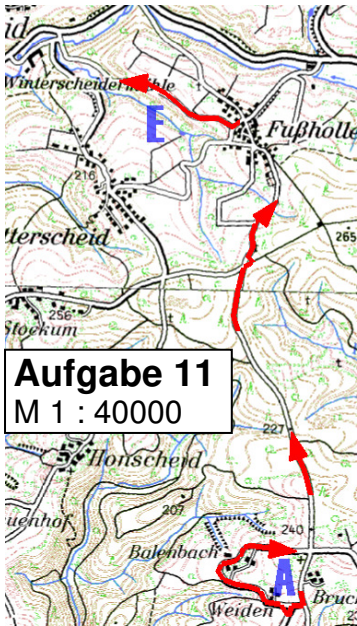 id
Winterscheidermühle
E
Fußholle
216
tterscheid
265
256
Stockum
Aufgabe 11
M 1 : 40000
227
Honscheid
207
uenhof
240
Balenbach
A
Weiden
Bruch